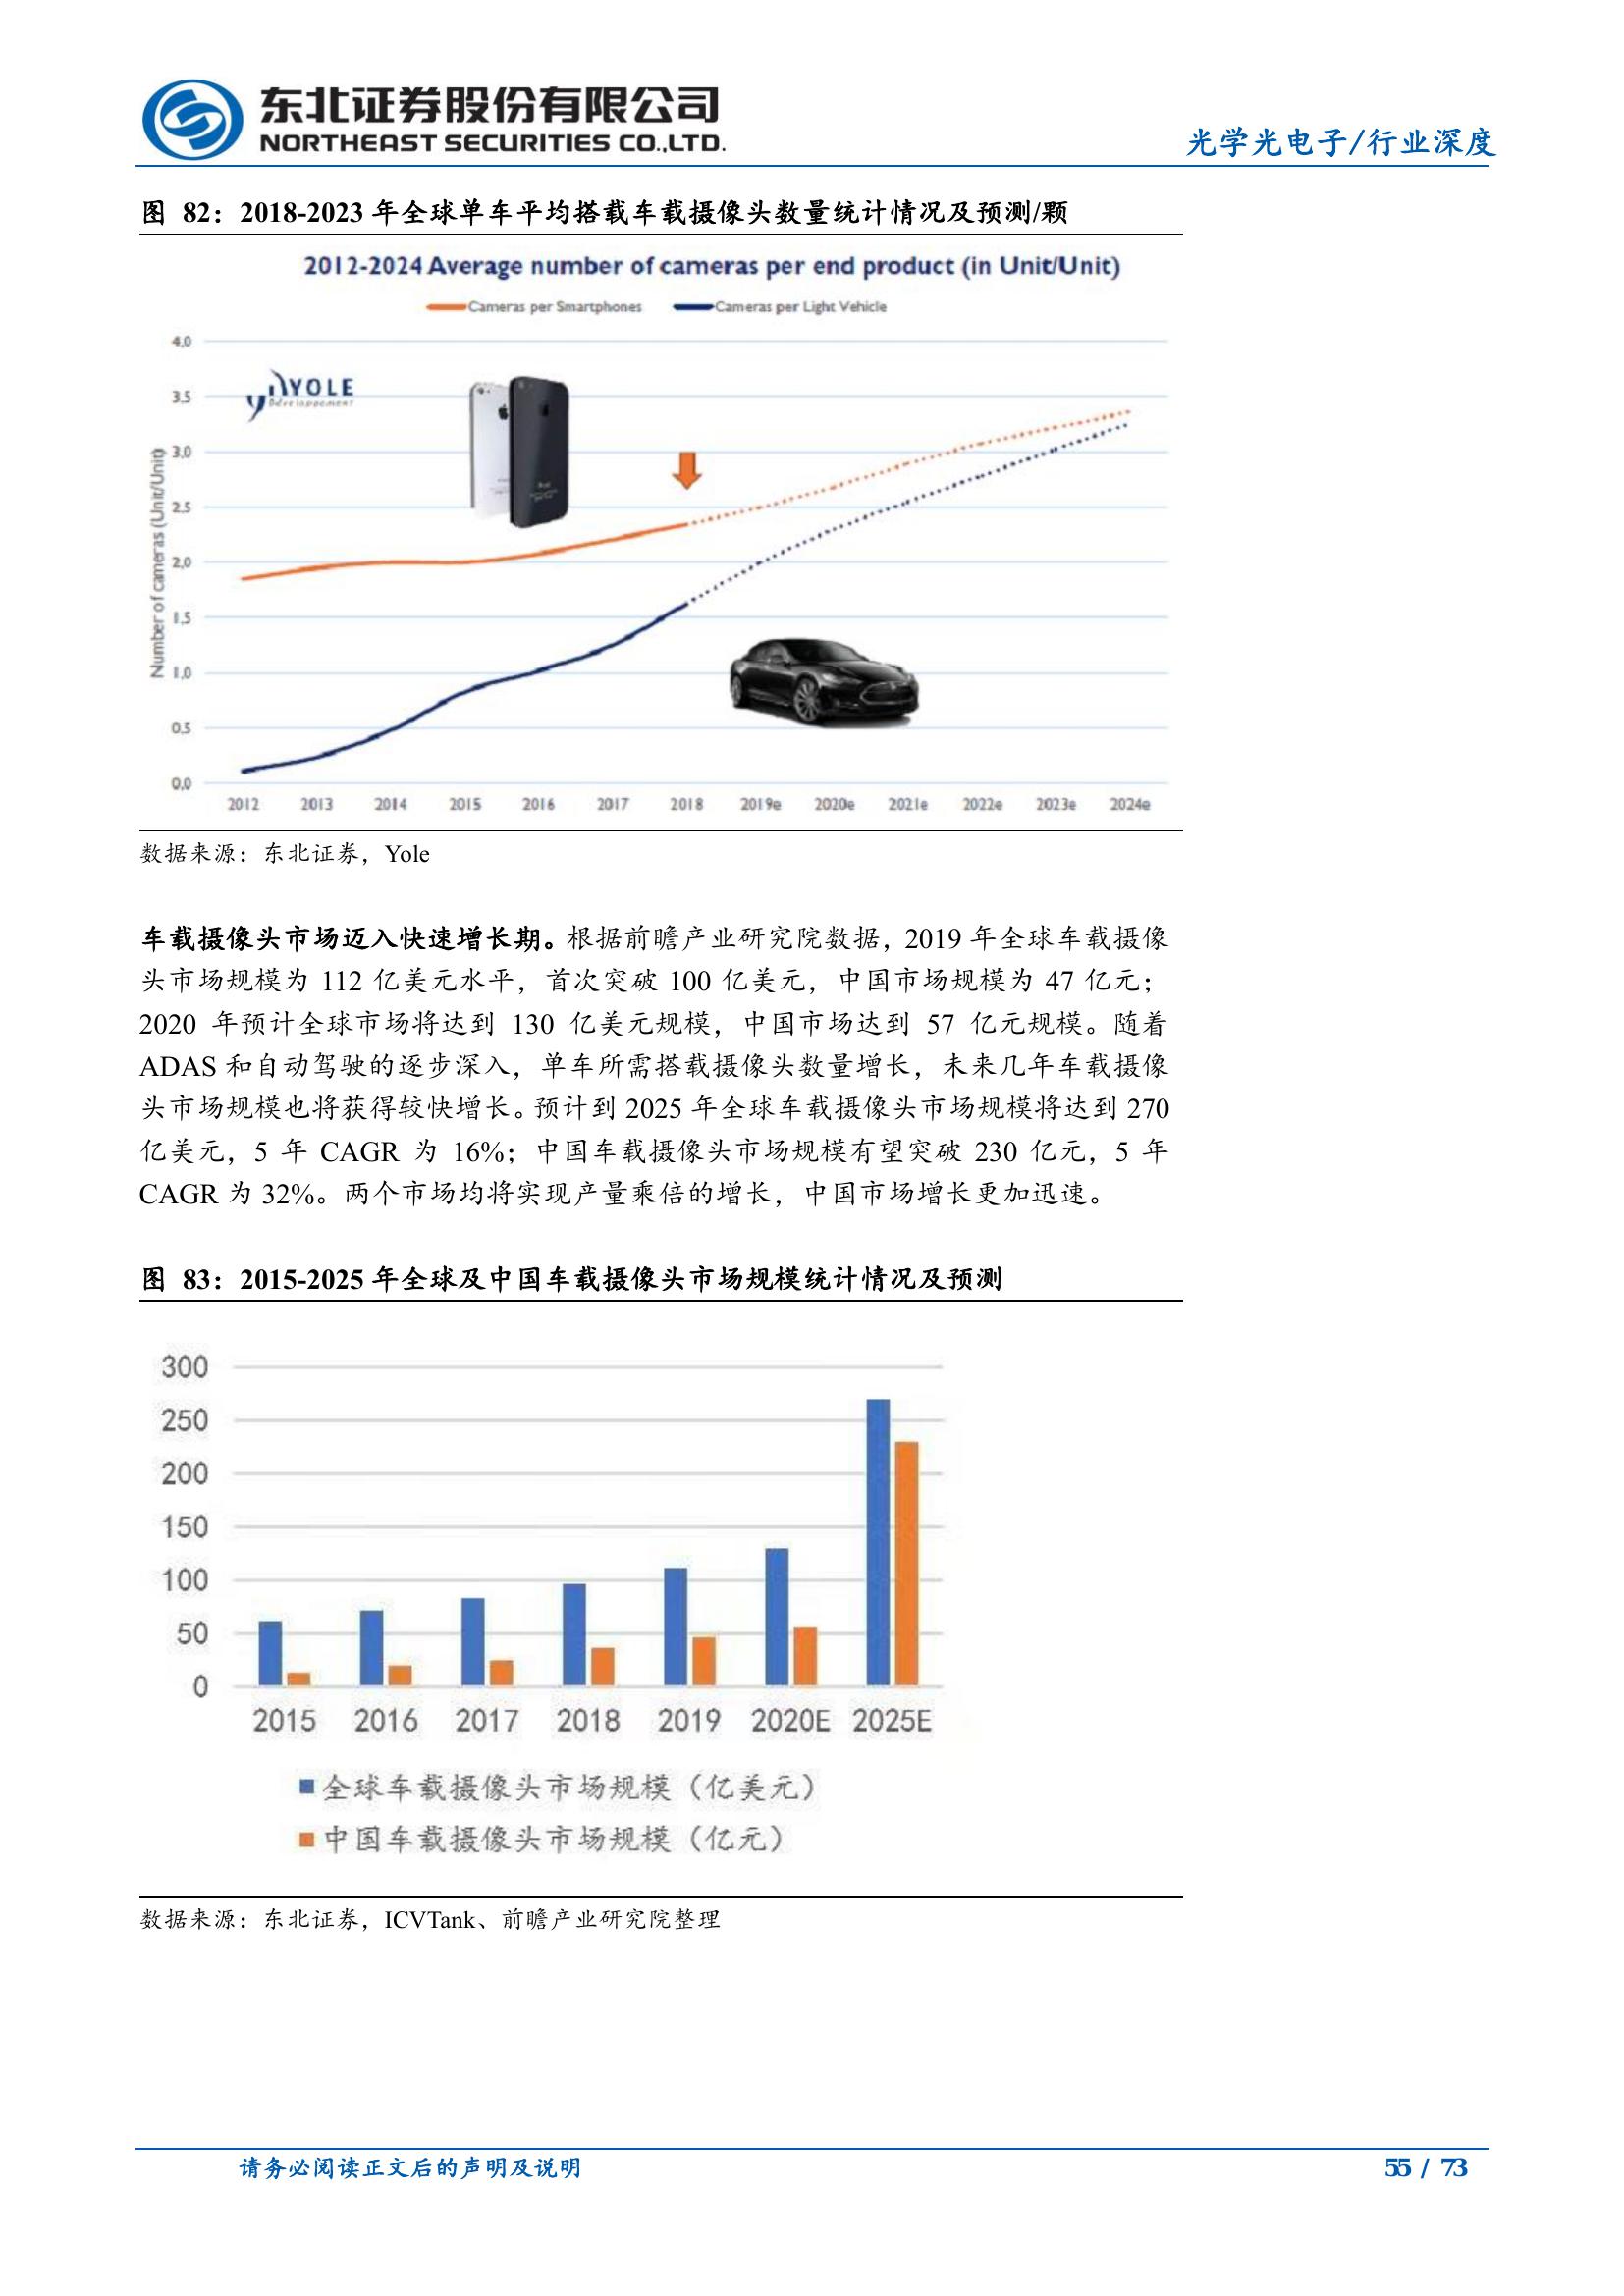 东北证券股份有限公司
NORTHEAST SECURITIES CO.,LTD.
光学光电子/行业深度
图 82：2018-2023 年全球单车平均搭载车载摄像头数量统计情况及预测/颗
2012-2024 Average number of cameras per end product (in Unit/Unit)
Cameras per Smartphones Cameras per Light Vehicle
YOLE
Développement
Number of cameras (Unit/Unit)
4,0
3,5
3,0
2,5
2,0
1,5
1,0
0,5
0,0
2012 2013 2014 2015 2016 2017 2018 2019e 2020e 2021e 2022e 2023e 2024e
数据来源：东北证券，Yole
车载摄像头市场迈入快速增长期。根据前瞻产业研究院数据，2019 年全球车载摄像
头市场规模为 112 亿美元水平，首次突破 100 亿美元，中国市场规模为 47 亿元；
2020 年预计全球市场将达到 130 亿美元规模，中国市场达到 57 亿元规模。随着
ADAS 和自动驾驶的逐步深入，单车所需搭载摄像头数量增长，未来几年车载摄像
头市场规模也将获得较快增长。预计到 2025 年全球车载摄像头市场规模将达到 270
亿美元，5 年 CAGR 为 16%；中国车载摄像头市场规模有望突破 230 亿元，5 年
CAGR 为 32%。两个市场均将实现产量乘倍的增长，中国市场增长更加迅速。
图 83：2015-2025 年全球及中国车载摄像头市场规模统计情况及预测
300
250
200
150
100
50
0
2015 2016 2017 2018 2019 2020E 2025E
全球车载摄像头市场规模（亿美元）
中国车载摄像头市场规模（亿元）
数据来源：东北证券，ICVTank、前瞻产业研究院整理
请务必阅读正文后的声明及说明
55 / 73